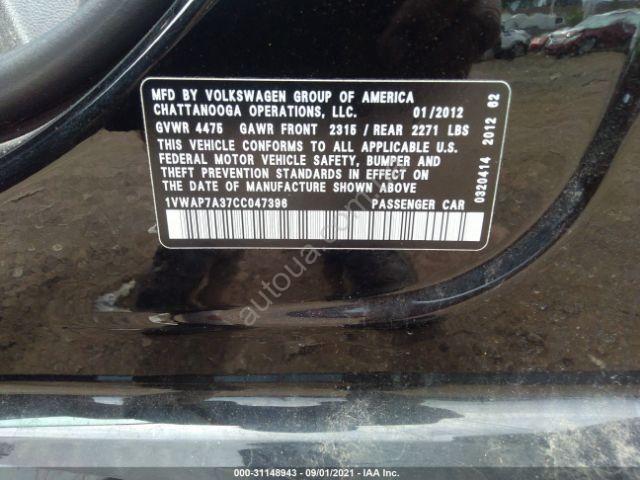 MFD BY VOLKSWAGEN GROUP OF AMERICA
CHATTANOOGA OPERATIONS, LLC. 01/2012
GVWR 4475 GAWR FRONT 2315 / REAR 2271 LBS
THIS VEHICLE CONFORMS TO ALL APPLICABLE U.S.
FEDERAL MOTOR VEHICLE SAFETY, BUMPER AND
THEFT PREVENTION STANDARDS IN EFFECT ON
THE DATE OF MANUFACTURE SHOWN ABOVE
1VWAP7A37CC047396 PASSENGER CAR
0320414 2012 62
autoua.com
000-31148943 - 09/01/2021 - IAA Inc.